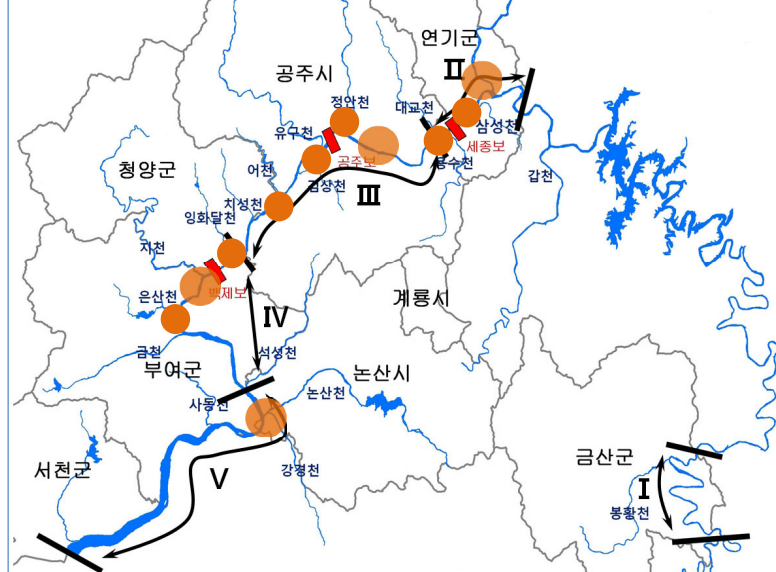 연기군
II
공주시
정안천
대교천
유구천
삼성천
세종보
공주보
용수천
청양군
어천
검상천
갑천
III
치성천
잉화달천
지천
백제보
은산천
계룡시
IV
금천
석성천
부여군
논산시
사동천
논산천
서천군
V
강경천
금산군
I
봉황천